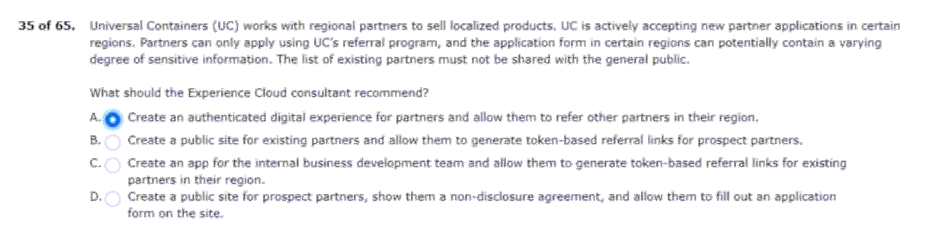 35 of 65. Universal Containers (UC) works with regional partners to sell localized products. UC is actively accepting new partner applications in certain
regions. Partners can only apply using UC's referral program, and the application form in certain regions can potentially contain a varying
degree of sensitive information. The list of existing partners must not be shared with the general public.
What should the Experience Cloud consultant recommend?
A. Create an authenticated digital experience for partners and allow them to refer other partners in their region.
B. Create a public site for existing partners and allow them to generate token-based referral links for prospect partners.
C. Create an app for the internal business development team and allow them to generate token-based referral links for existing
partners in their region.
D. Create a public site for prospect partners, show them a non-disclosure agreement, and allow them to fill out an application
form on the site.